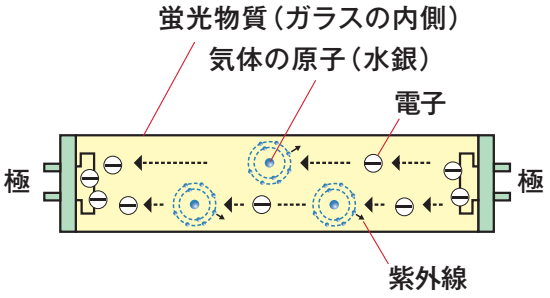 蛍光物質（ガラスの内側）
気体の原子（水銀）
電子
極
極
紫外線